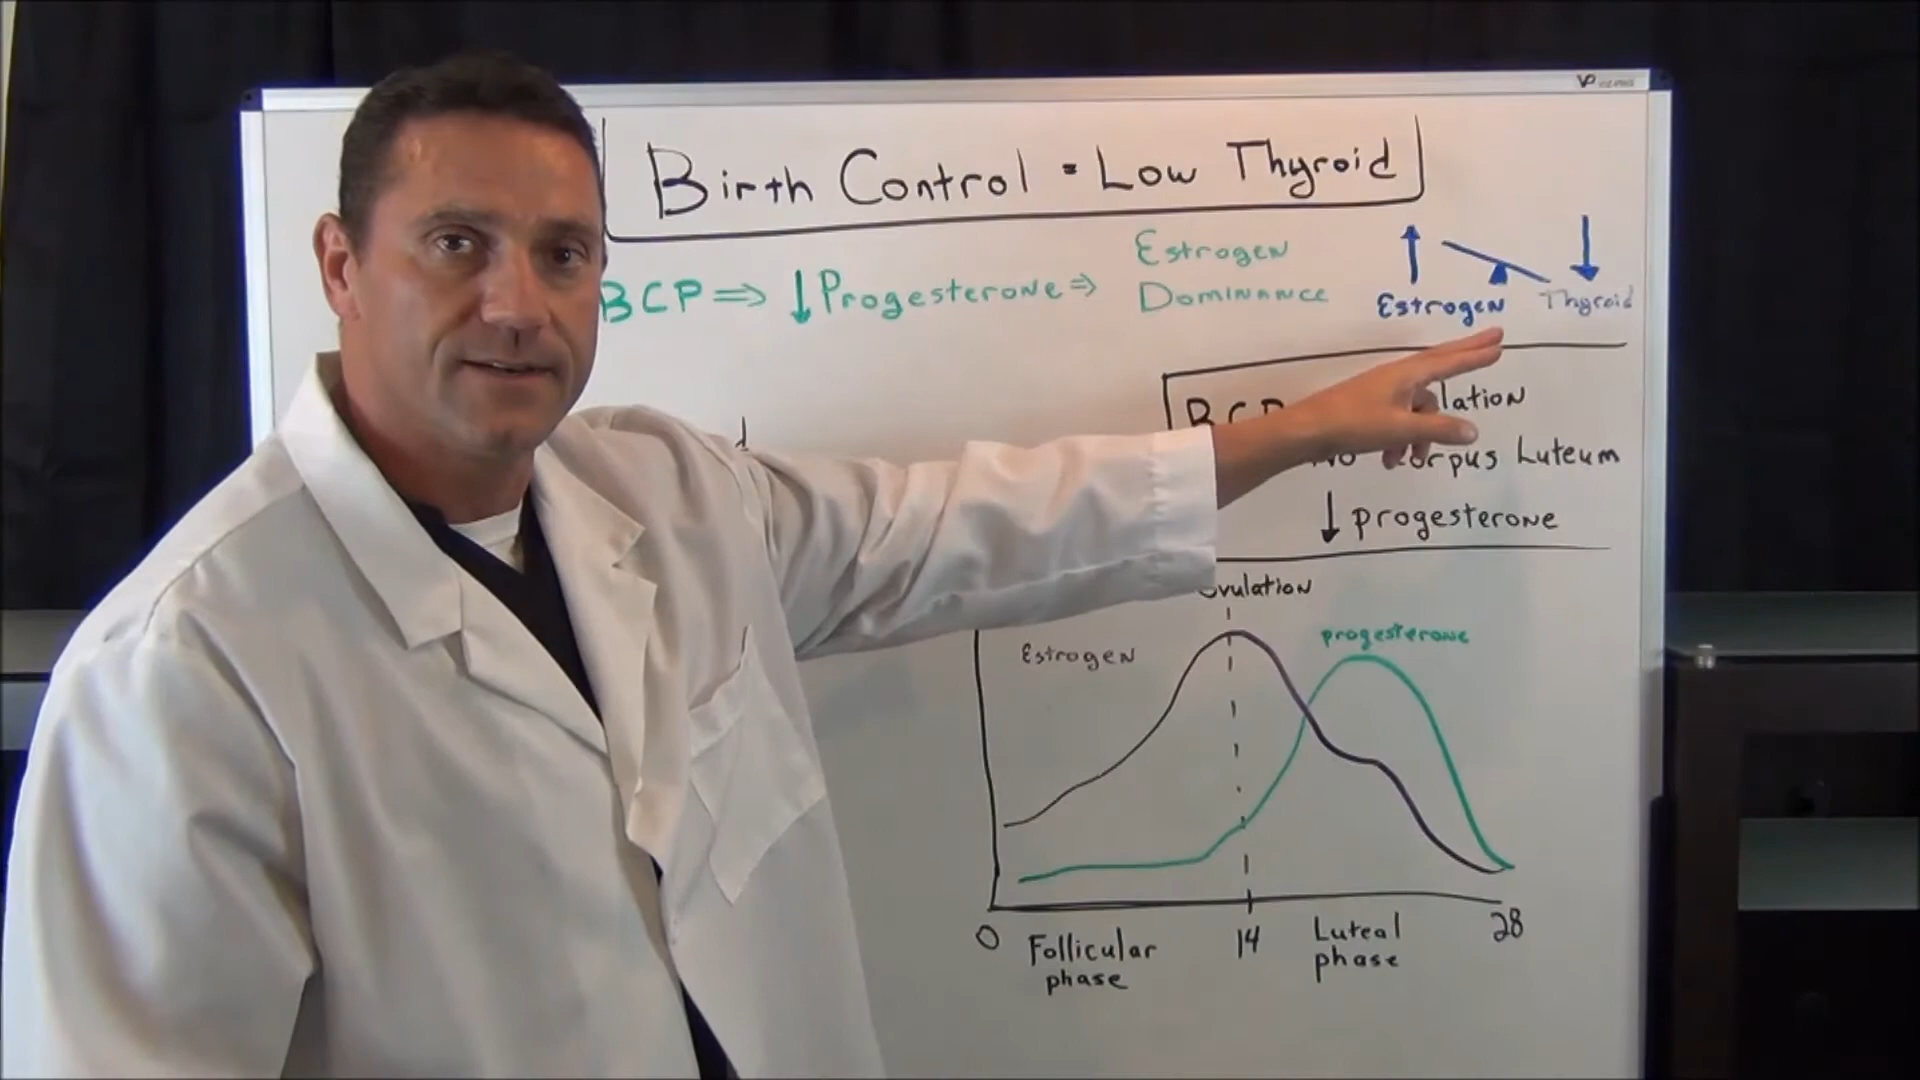 Birth Control = Low Thyroid
BCP ⇒ ↓ Progesterone ⇒ Estrogen Dominance
↑ Estrogen Thyroid ↓
lation
Corpus Luteum
↓ progesterone
Ovulation
Estrogen
progesterone
0 14 28
Follicular phase
Luteal phase